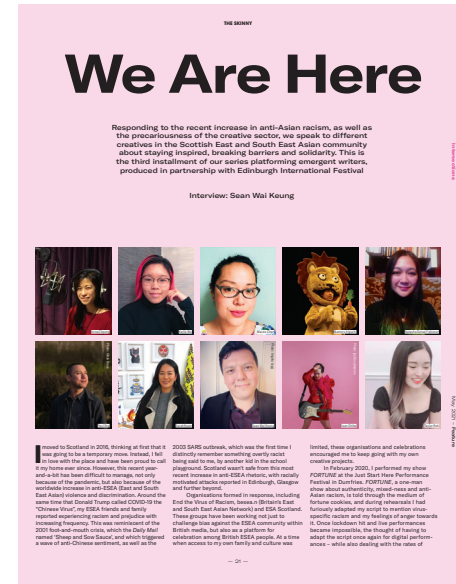 THE SKINNY
We Are Here
Responding to the recent increase in anti-Asian racism, as well as
the precariousness of the creative sector, we speak to different
creatives in the Scottish East and South East Asian community
about staying inspired, breaking barriers and solidarity. This is
the third installment of our series platforming emergent writers,
produced in partnership with Edinburgh International Festival
Interview: Sean Wai Keung
Intersections
I moved to Scotland in 2016, thinking at first that it
was going to be a temporary move. Instead, I fell
in love with the place and have been proud to call
it my home ever since. However, this recent year-
and-a-bit has been difficult to manage, not only
because of the pandemic, but also because of the
worldwide increase in anti-ESEA (East and South
East Asian) violence and discrimination. Around the
same time that Donald Trump called COVID-19 the
“Chinese Virus”, my ESEA friends and family
reported experiencing racism and prejudice with
increasing frequency. This was reminiscent of the
2001 foot-and-mouth crisis, which the Daily Mail
named ‘Sheep and Sow Sauce’, and which triggered
a wave of anti-Chinese sentiment, as well as the
2003 SARS outbreak, which was the first time I
distinctly remember something overtly racist
being said to me, by another kid in the school
playground. Scotland wasn’t safe from this most
recent increase in anti-ESEA rhetoric, with racially
motivated attacks reported in Edinburgh, Glasgow
and further beyond.
Organisations formed in response, including
End the Virus of Racism, besea.n (Britain’s East
and South East Asian Network) and ESA Scotland.
These groups have been working not just to
challenge bias against the ESEA community within
British media, but also as a platform for
celebration among British ESEA people. At a time
when access to my own family and culture was
limited, these organisations and celebrations
encouraged me to keep going with my own
creative projects.
In February 2020, I performed my show
FORTUNE at the Just Start Here Performance
Festival in Dumfries. FORTUNE, a one-man
show about authenticity, mixed-ness and anti-
Asian racism, is told through the medium of
fortune cookies, and during rehearsals I had
furiously adapted my script to mention virus-
specific racism and my feelings of anger towards
it. Once lockdown hit and live performances
became impossible, the thought of having to
adapt the script once again for digital perform-
ances – while also dealing with the rates of
May 2021 – Feature
— 21 —